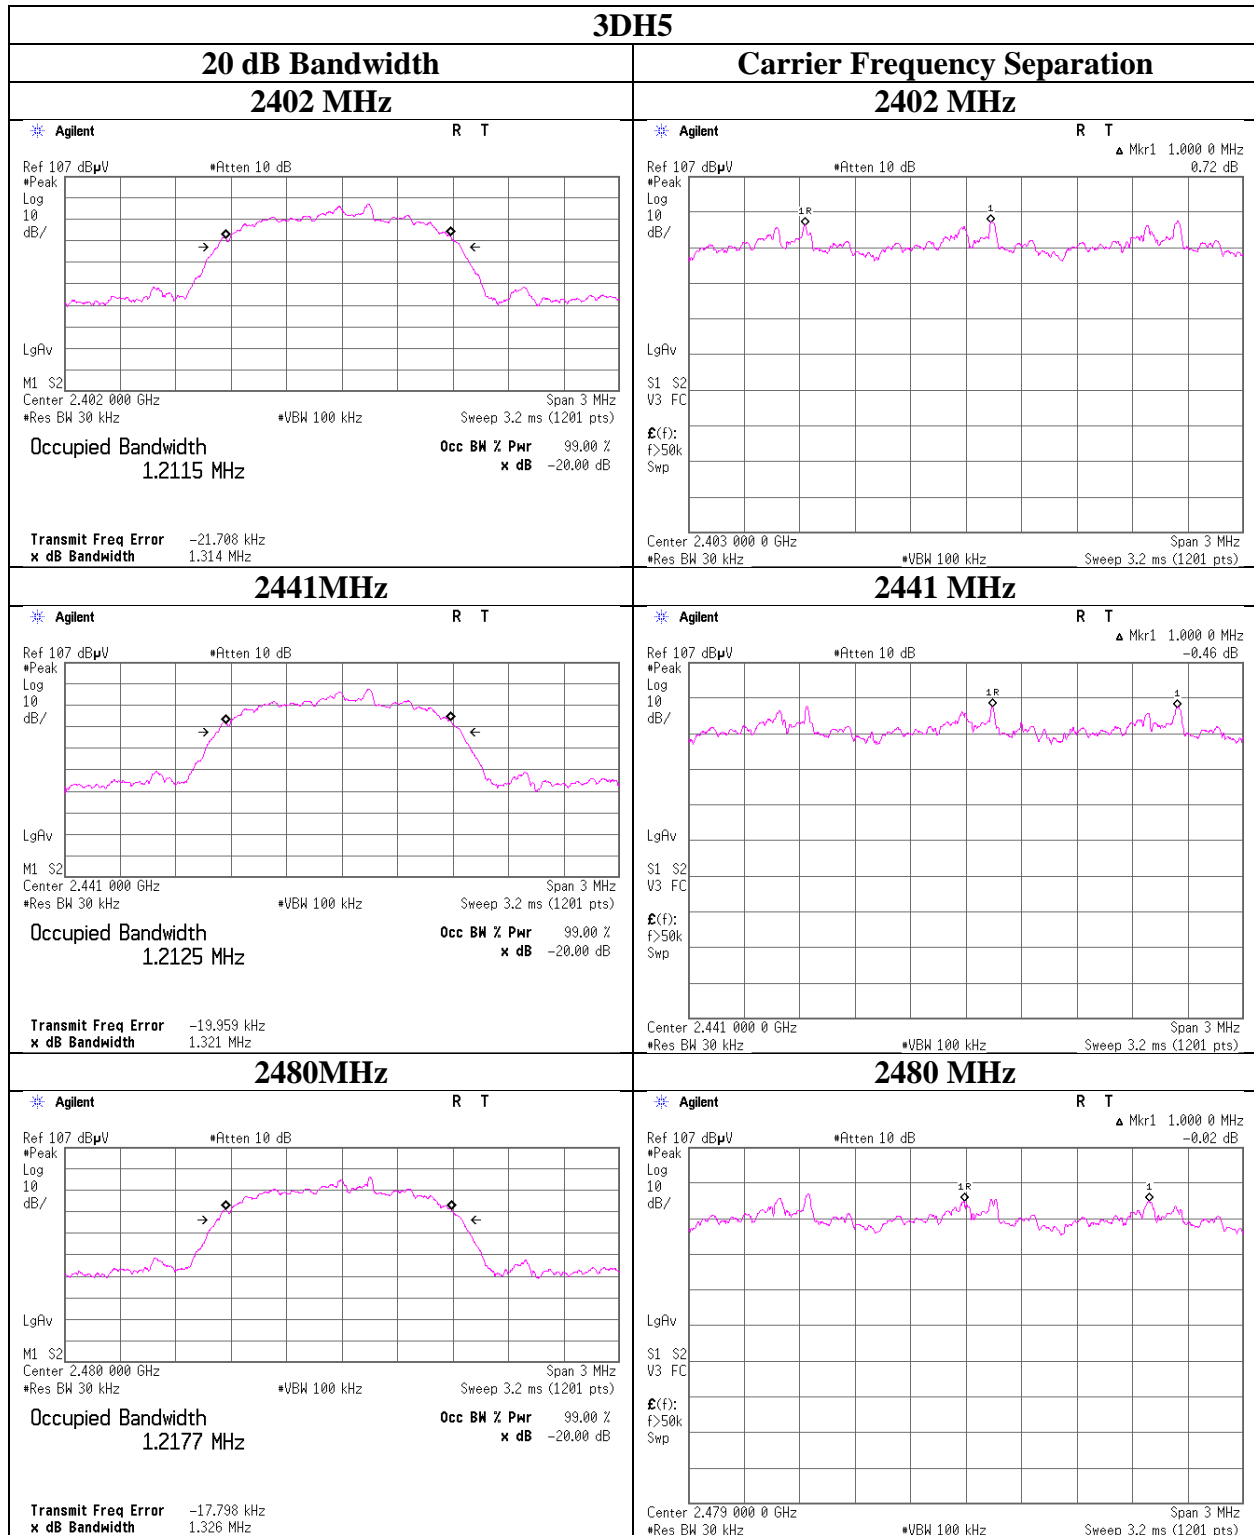 3DH5
20 dB Bandwidth
Carrier Frequency Separation
2402 MHz
2402 MHz
Agilent
R T
Ref 107 dBµV
#Atten 10 dB
#Peak
Log
10
dB/
LgAv
M1 S2
Center 2.402 000 GHz
Span 3 MHz
#Res BW 30 kHz
#VBW 100 kHz
Sweep 3.2 ms (1201 pts)
Occupied Bandwidth
1.2115 MHz
Occ BW % Pwr 99.00 %
x dB -20.00 dB
Transmit Freq Error -21.708 kHz
x dB Bandwidth 1.314 MHz
Agilent
R T
Δ Mkr1 1.000 0 MHz
Ref 107 dBµV
#Atten 10 dB
0.72 dB
#Peak
Log
10
dB/
1R
1
LgAv
S1 S2
V3 FC
£(f):
f>50k
Swp
Center 2.403 000 0 GHz
Span 3 MHz
#Res BW 30 kHz
#VBW 100 kHz
Sweep 3.2 ms (1201 pts)
2441MHz
2441 MHz
Agilent
R T
Ref 107 dBµV
#Atten 10 dB
#Peak
Log
10
dB/
LgAv
M1 S2
Center 2.441 000 GHz
Span 3 MHz
#Res BW 30 kHz
#VBW 100 kHz
Sweep 3.2 ms (1201 pts)
Occupied Bandwidth
1.2125 MHz
Occ BW % Pwr 99.00 %
x dB -20.00 dB
Transmit Freq Error -19.959 kHz
x dB Bandwidth 1.321 MHz
Agilent
R T
Δ Mkr1 1.000 0 MHz
Ref 107 dBµV
#Atten 10 dB
-0.46 dB
#Peak
Log
10
dB/
1R
1
LgAv
S1 S2
V3 FC
£(f):
f>50k
Swp
Center 2.441 000 0 GHz
Span 3 MHz
#Res BW 30 kHz
#VBW 100 kHz
Sweep 3.2 ms (1201 pts)
2480MHz
2480 MHz
Agilent
R T
Ref 107 dBµV
#Atten 10 dB
#Peak
Log
10
dB/
LgAv
M1 S2
Center 2.480 000 GHz
Span 3 MHz
#Res BW 30 kHz
#VBW 100 kHz
Sweep 3.2 ms (1201 pts)
Occupied Bandwidth
1.2177 MHz
Occ BW % Pwr 99.00 %
x dB -20.00 dB
Transmit Freq Error -17.798 kHz
x dB Bandwidth 1.326 MHz
Agilent
R T
Δ Mkr1 1.000 0 MHz
Ref 107 dBµV
#Atten 10 dB
-0.02 dB
#Peak
Log
10
dB/
1R
1
LgAv
S1 S2
V3 FC
£(f):
f>50k
Swp
Center 2.479 000 0 GHz
Span 3 MHz
#Res BW 30 kHz
#VBW 100 kHz
Sweep 3.2 ms (1201 pts)